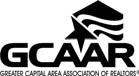 GCAAR
GREATER CAPITAL AREA ASSOCIATION OF REALTORS®